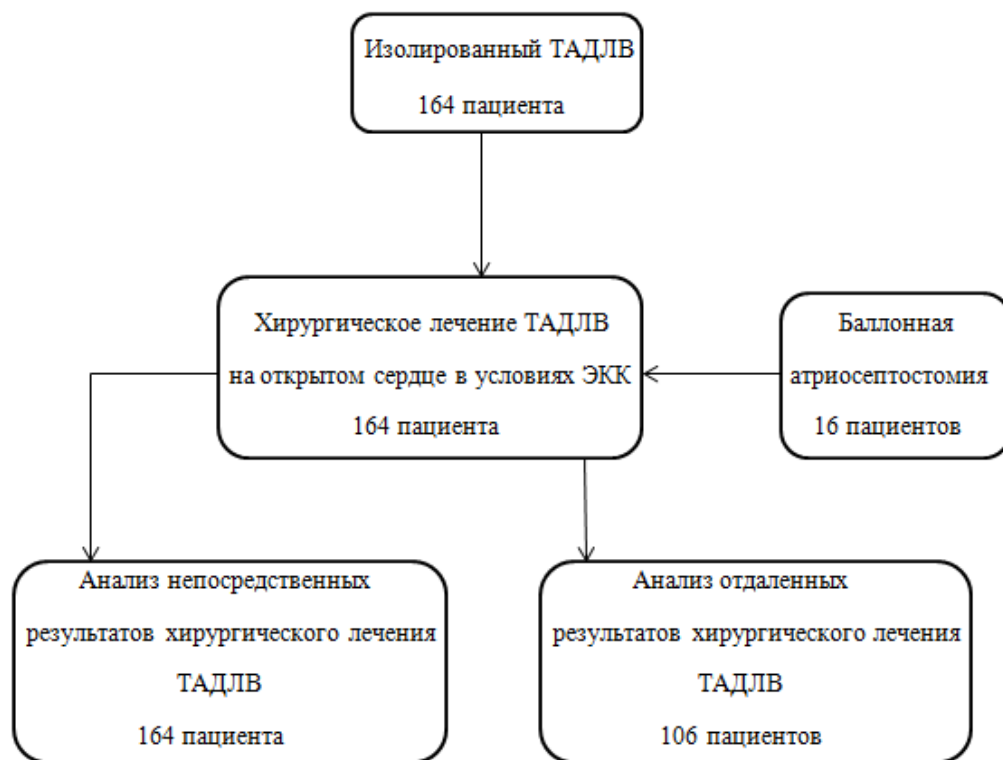 Изолированный ТАДЛВ
164 пациента
Хирургическое лечение ТАДЛВ
на открытом сердце в условиях ЭКК
164 пациента
Баллонная
атриосептостомия
16 пациентов
Анализ непосредственных
результатов хирургического лечения
ТАДЛВ
164 пациента
Анализ отдаленных
результатов хирургического лечения
ТАДЛВ
106 пациентов